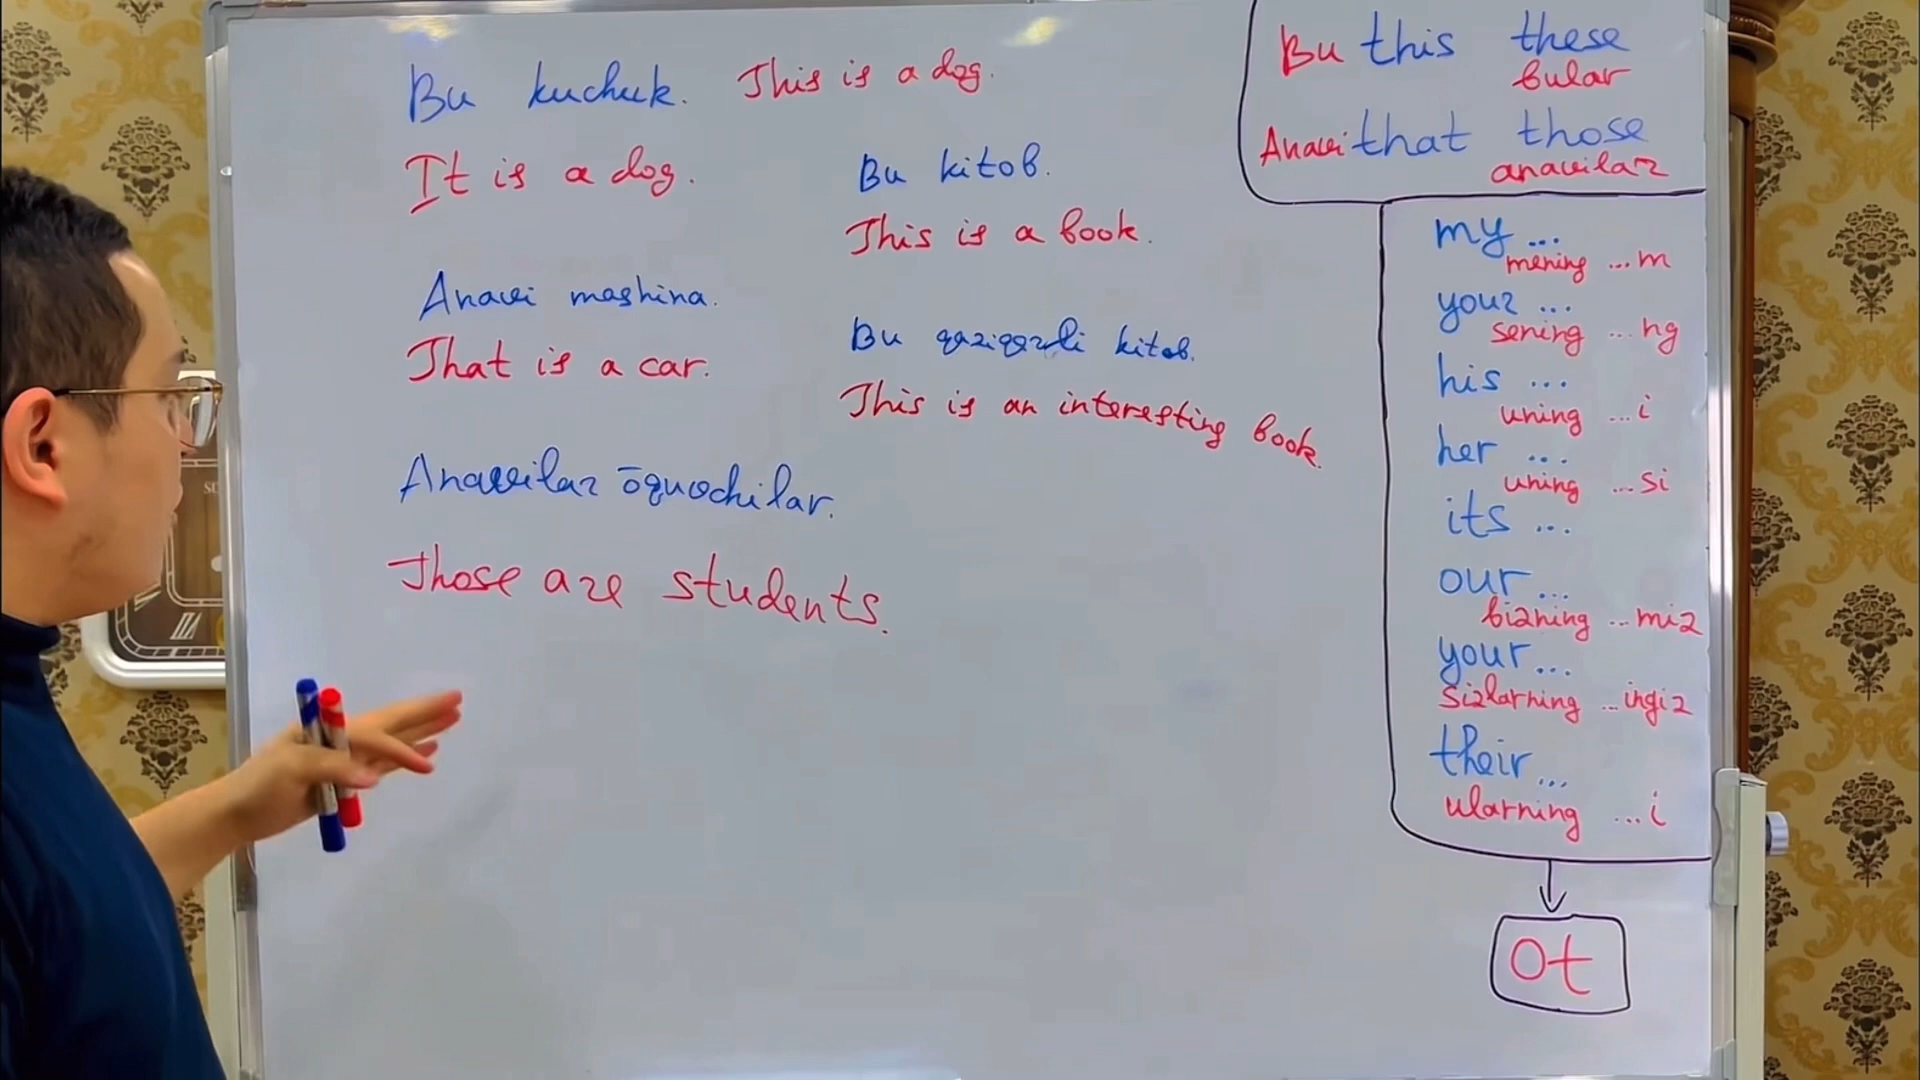 Bu kuchuk. This is a dog.
It is a dog.
Bu kitob.
This is a book.
Anavi mashina.
That is a car.
Bu qaziqarli kitob.
This is an interesting book.
Anavilar ōquvchilar.
Those are students.
Bu this these
bular
Anavi that those
anavilar
my ...
mening ...m
your ...
sening ...ng
his ...
uning ...i
her ...
uning ...si
its ...
our ...
bizning ...miz
your ...
sizlarning ...ingiz
their ...
ularning ...i
Ot